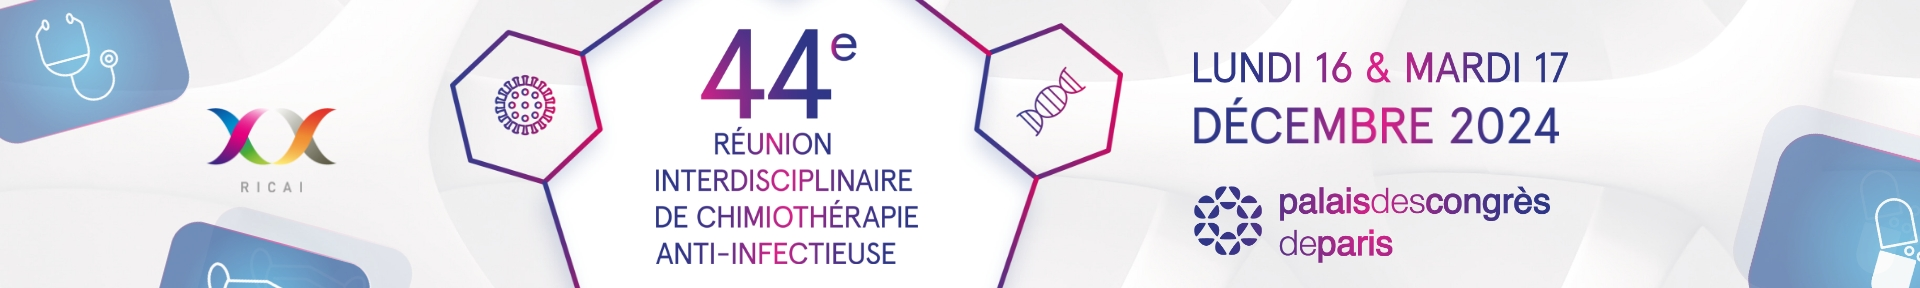 RICAI
44e
RÉUNION
INTERDISCIPLINAIRE
DE CHIMIOTHÉRAPIE
ANTI-INFECTIEUSE
LUNDI 16 & MARDI 17
DÉCEMBRE 2024
palaisdescongrès
deparis